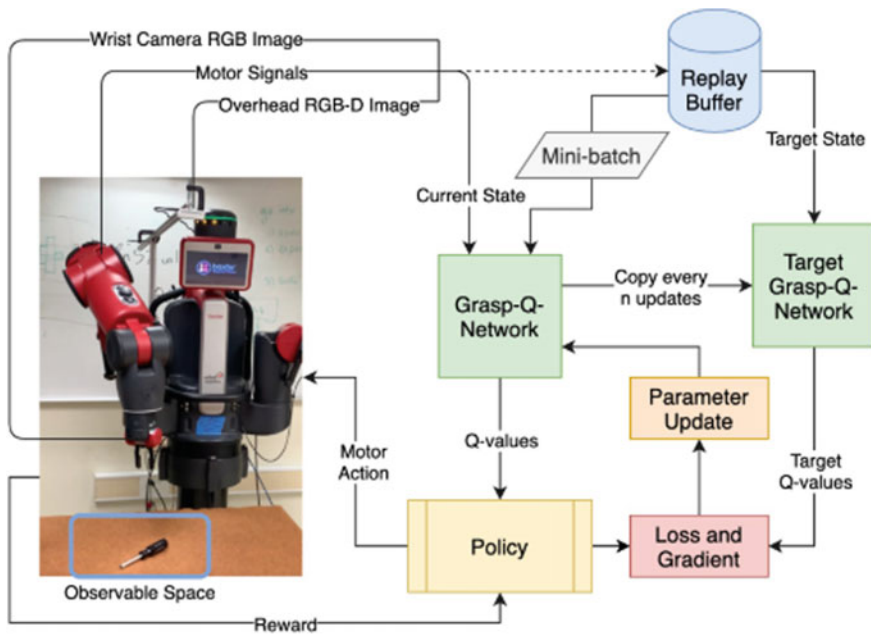 Wrist Camera RGB Image
Motor Signals
Overhead RGB-D Image
Replay
Buffer
Mini-batch
Target State
Current State
Grasp-Q-
Network
Copy every
n updates
Target
Grasp-Q-
Network
Parameter
Update
Q-values
Motor
Action
Target
Q-values
Policy
Loss and
Gradient
Observable Space
Reward